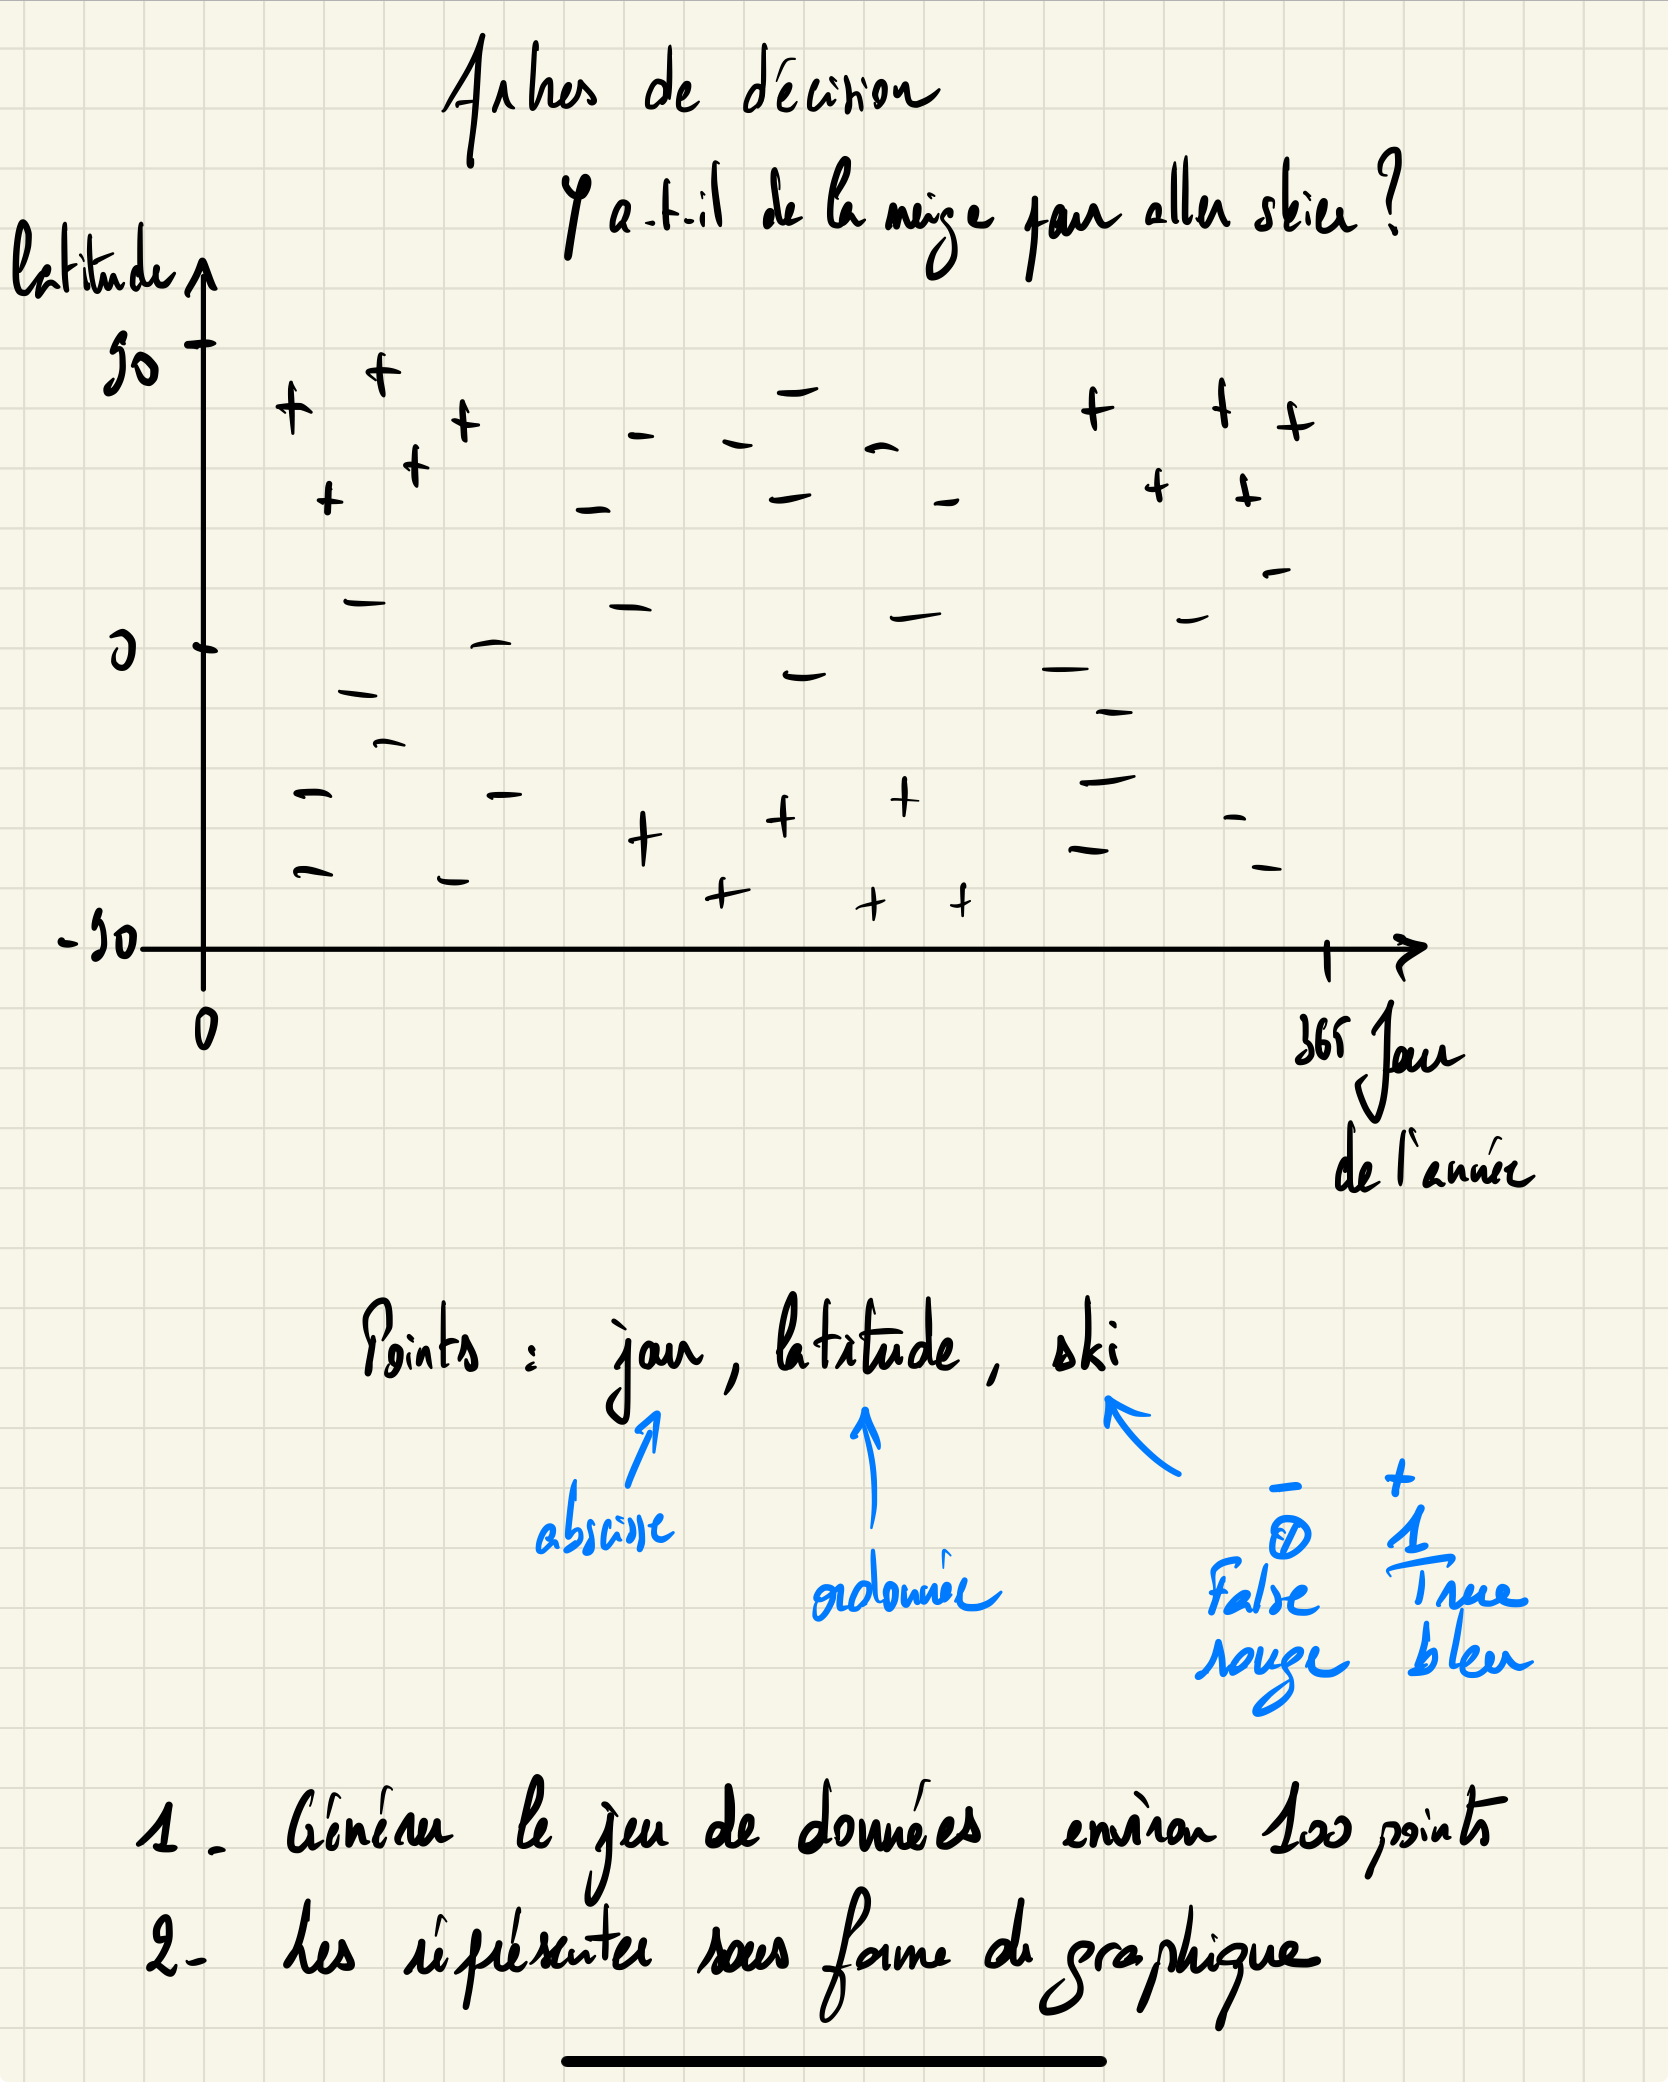 Arbres de décision
Y a-t-il de la neige pour aller skier ?
latitude
90
0
-90
0
365 Jour
de l'année
Points : jour, latitude, ski
abscisse
ordonnée
- +
0 1
False True
rouge bleu
1. Générer le jeu de données environ 100 points
2- Les réprésenter sous forme de graphique